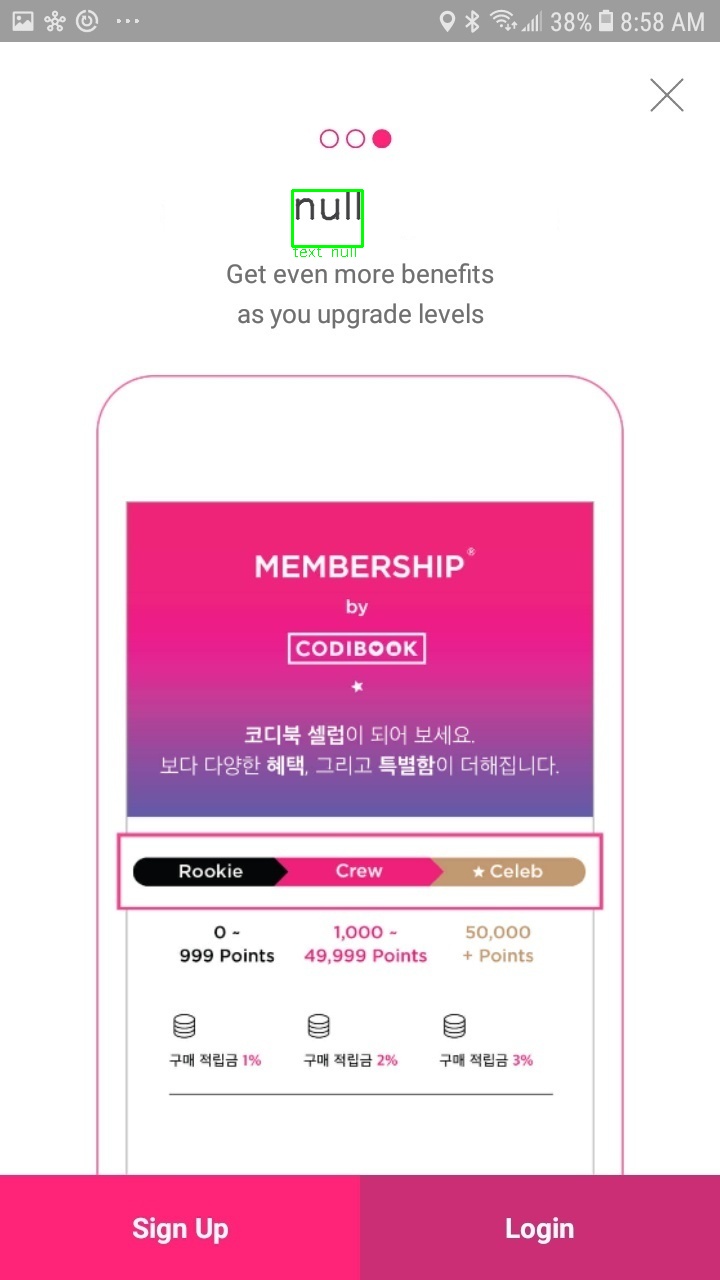 38% 8:58 AM
null
text null
Get even more benefits
as you upgrade levels
MEMBERSHIP®
by
CODIBOOK
코디북 셀럽이 되어 보세요.
보다 다양한 혜택, 그리고 특별함이 더해집니다.
Rookie Crew ★ Celeb
0 ~ 1,000 ~ 50,000
999 Points 49,999 Points + Points
구매 적립금 1% 구매 적립금 2% 구매 적립금 3%
Sign Up Login